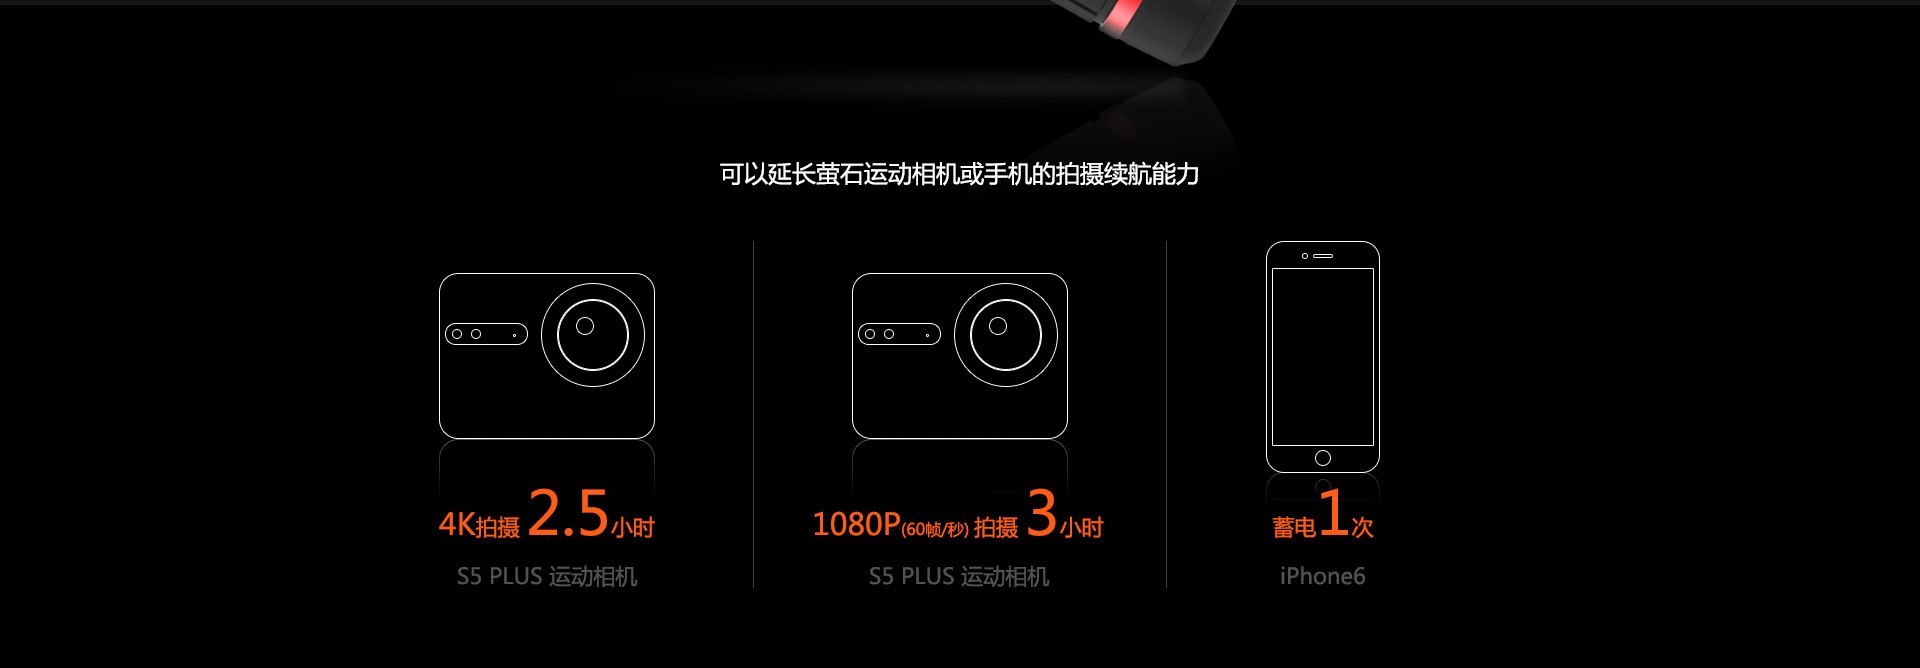 可以延长萤石运动相机或手机的拍摄续航能力
4K拍摄 2.5小时
S5 PLUS 运动相机
1080P(60帧/秒) 拍摄 3小时
S5 PLUS 运动相机
蓄电1次
iPhone6